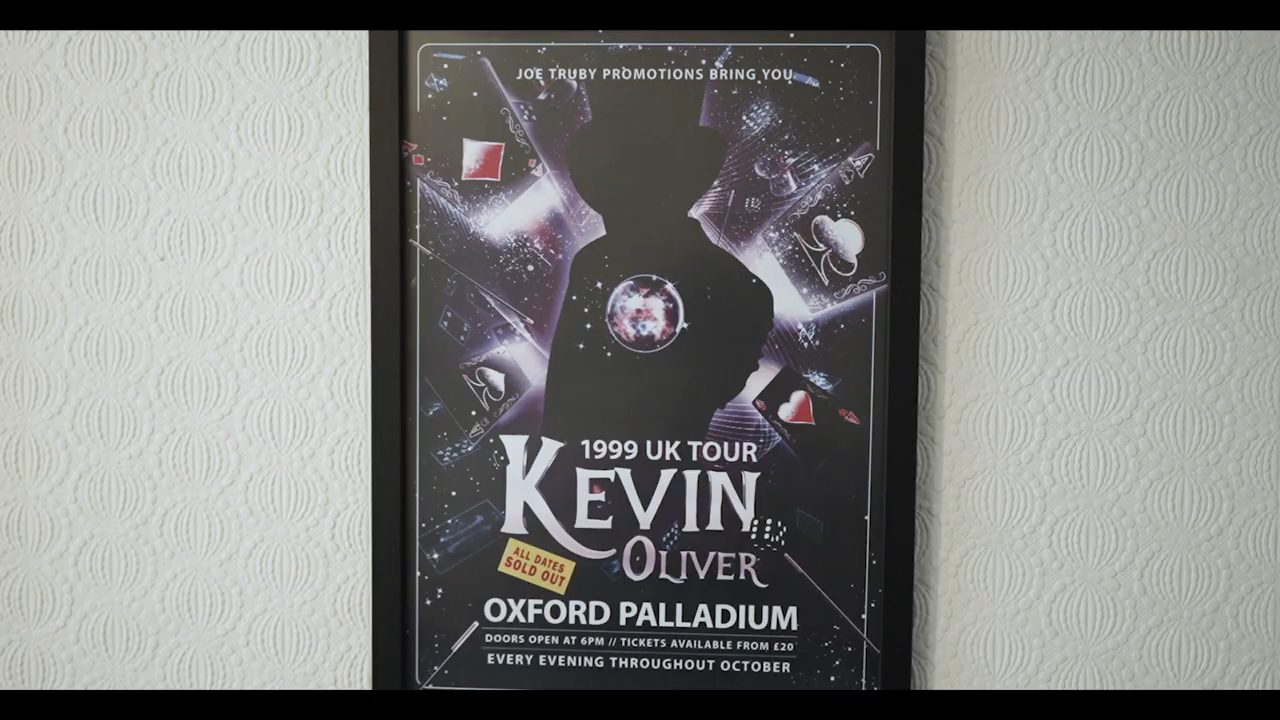 JOE TRUBY PROMOTIONS BRING YOU
1999 UK TOUR
KEVIN
OLIVER
ALL DATES
SOLD OUT
OXFORD PALLADIUM
DOORS OPEN AT 6PM // TICKETS AVAILABLE FROM £20
EVERY EVENING THROUGHOUT OCTOBER